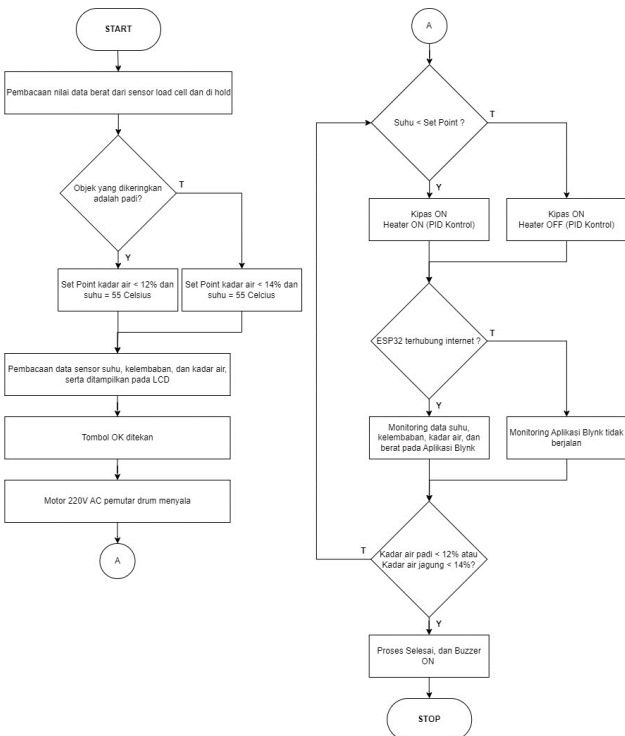 START
Pembacaan nilai data berat dari sensor load cell dan di hold
Objek yang dikeringkan
adalah padi?
T
Y
Set Point kadar air < 12% dan
suhu = 55 Celsius
Set Point kadar air < 14% dan
suhu = 55 Celcius
Pembacaan data sensor suhu, kelembaban, dan kadar air,
serta ditampilkan pada LCD
Tombol OK ditekan
Motor 220V AC pemutar drum menyala
A
A
Suhu < Set Point ?
T
Y
Kipas ON
Heater ON (PID Kontrol)
Kipas ON
Heater OFF (PID Kontrol)
ESP32 terhubung internet ?
T
Y
Monitoring data suhu,
kelembaban, kadar air, dan
berat pada Aplikasi Blynk
Monitoring Aplikasi Blynk tidak
berjalan
T
Kadar air padi < 12% atau
Kadar air jagung < 14%?
Y
Proses Selesai, dan Buzzer
ON
STOP